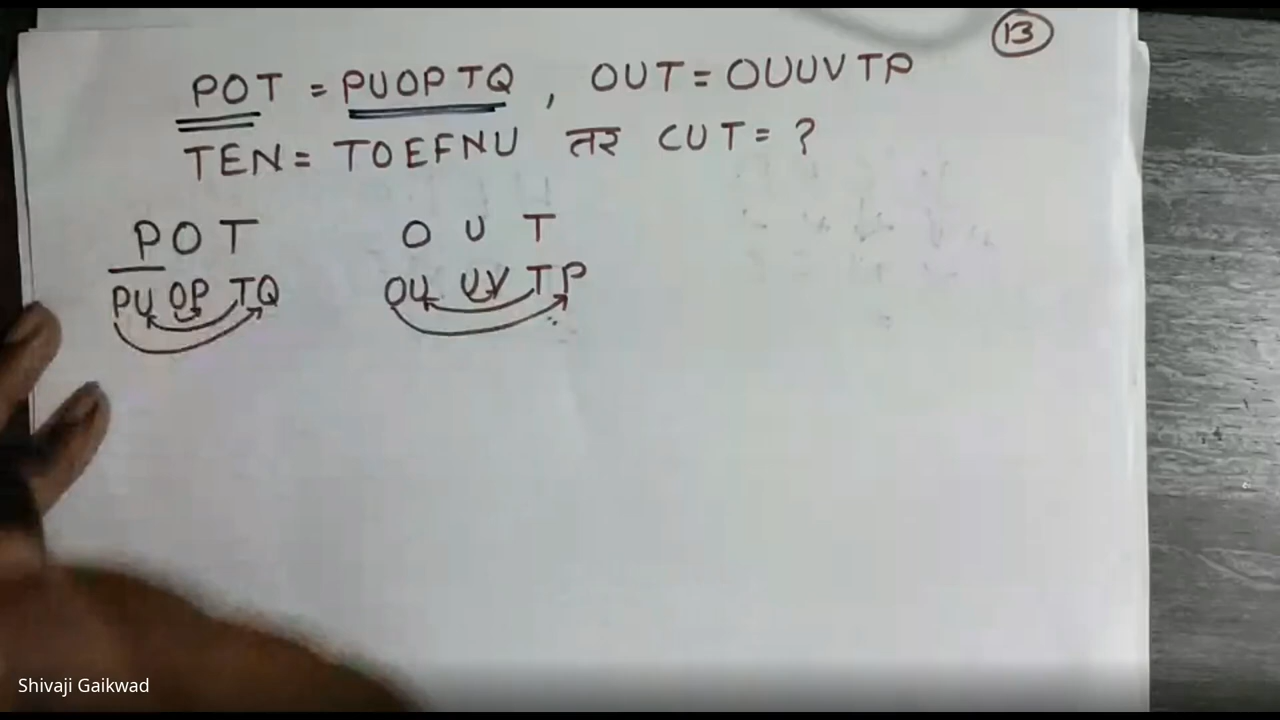 13
POT = PUOPTQ , OUT = OUUVTP
TEN = TOEFNU तर CUT = ?
POT OUT
PU OP TQ OU UV TP
Shivaji Gaikwad